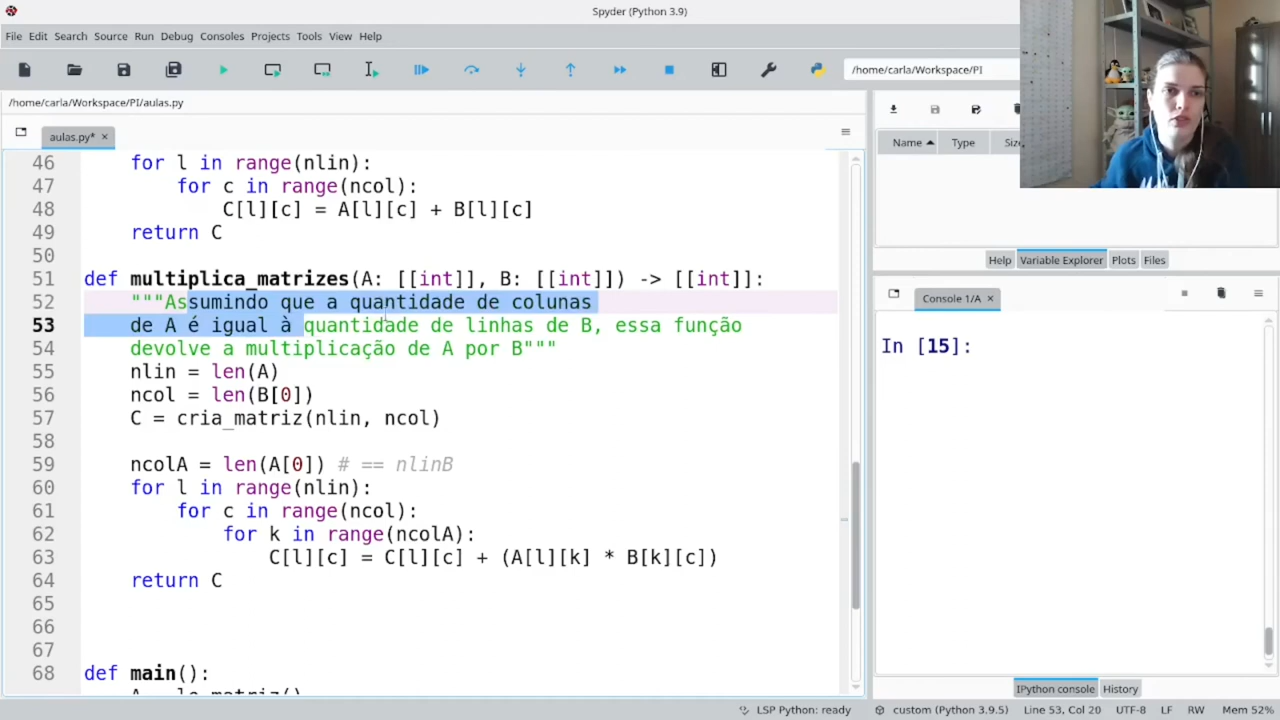 Spyder (Python 3.9)
File Edit Search Source Run Debug Consoles Projects Tools View Help
/home/carla/Workspace/PI
/home/carla/Workspace/PI/aulas.py
aulas.py* ×
46 for l in range(nlin):
47 for c in range(ncol):
48 C[l][c] = A[l][c] + B[l][c]
49 return C
50
51 def multiplica_matrizes(A: [[int]], B: [[int]]) -> [[int]]:
52 """Assumindo que a quantidade de colunas
53 de A é igual à quantidade de linhas de B, essa função
54 devolve a multiplicação de A por B"""
55 nlin = len(A)
56 ncol = len(B[0])
57 C = cria_matriz(nlin, ncol)
58
59 ncolA = len(A[0]) # == nlinB
60 for l in range(nlin):
61 for c in range(ncol):
62 for k in range(ncolA):
63 C[l][c] = C[l][c] + (A[l][k] * B[k][c])
64 return C
65
66
67
68 def main():
Name Type
Help Variable Explorer Plots Files
Console 1/A ×
In [15]:
IPython console History
LSP Python: ready custom (Python 3.9.5) Line 53, Col 20 UTF-8 LF RW Mem 52%